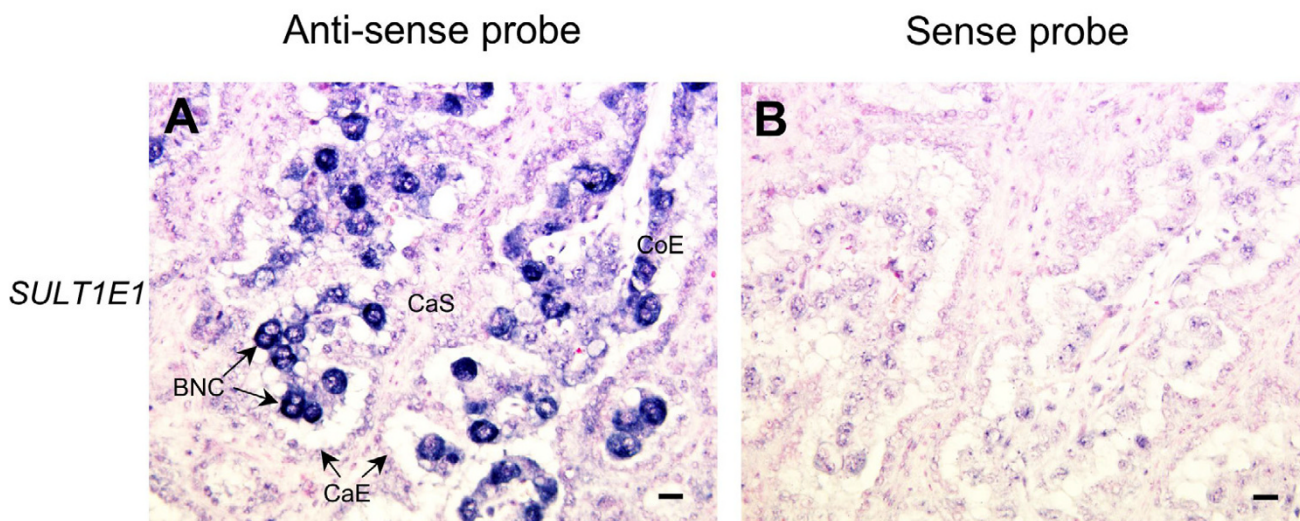 Anti-sense probe
Sense probe
A
B
SULT1E1
CoE
CaS
BNC
CaE